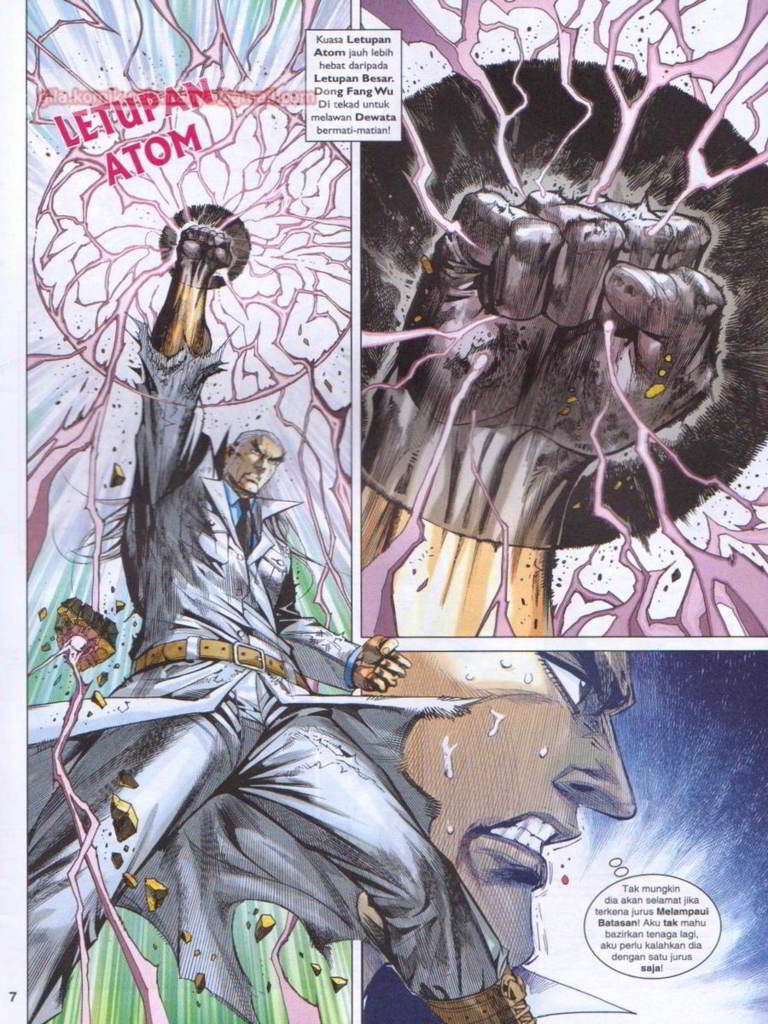 LETUPAN
ATOM
Kuasa Letupan
Atom jauh lebih
hebat daripada
Letupan Besar.
Dong Fang Wu
Di tekad untuk
melawan Dewata
bermati-matian!
Tak mungkin
dia akan selamat jika
terkena jurus Melampaui
Batasan! Aku tak mahu
bazirkan tenaga lagi,
aku perlu kalahkan dia
dengan satu jurus
saja!
7